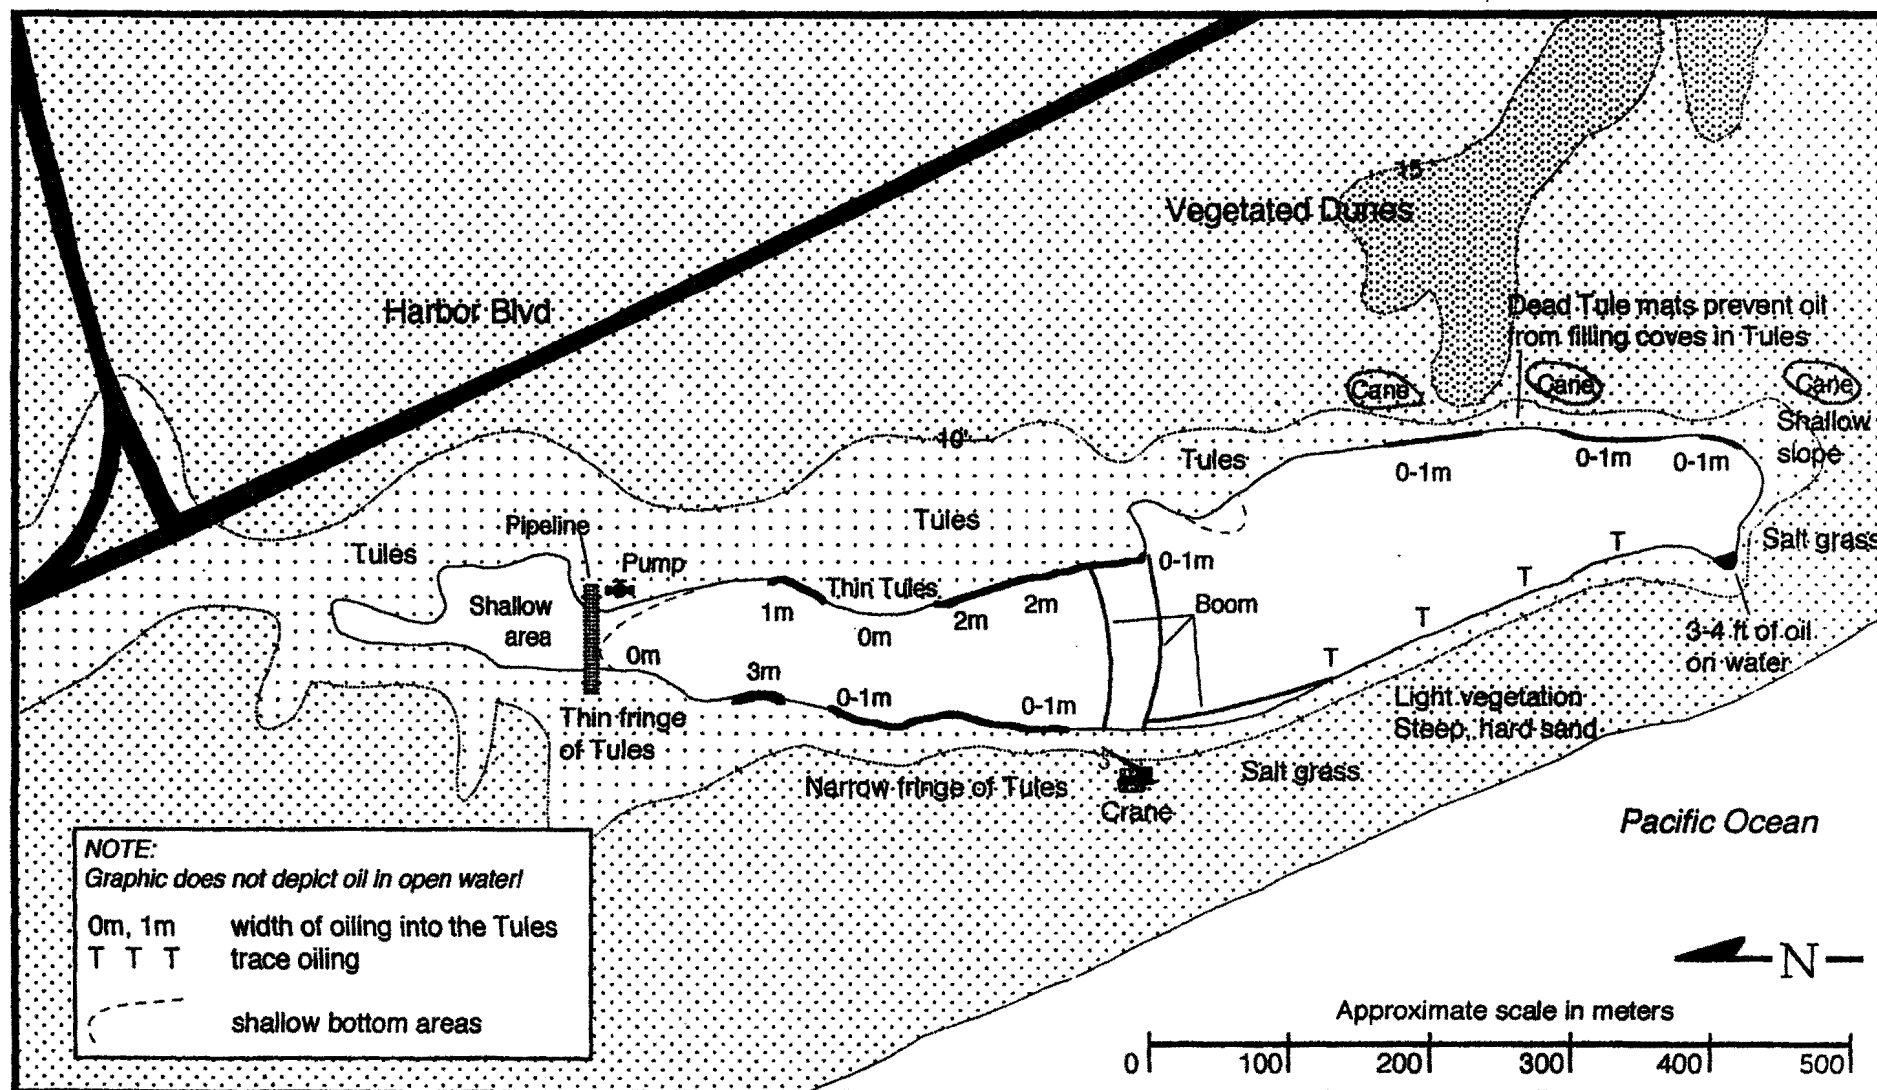 15
Vegetated Dunes
Harbor Blvd
Dead Tule mats prevent oil
from filling coves in Tules
Cane
Cane
Cane
Shallow
slope
10'
Tules
0-1m
0-1m
0-1m
Pipeline
Tules
Tules
Pump
0-1m
T
Salt grass
Shallow
area
Thin Tules
1m
0m
2m
2m
Boom
T
T
0m
3m
T
3-4 ft of oil
on water
0-1m
0-1m
Light vegetation
Steep, hard sand
Thin fringe
of Tules
Narrow fringe of Tules
Salt grass
Crane
Pacific Ocean
NOTE:
Graphic does not depict oil in open water!
0m, 1m width of oiling into the Tules
T T T trace oiling
shallow bottom areas
N
Approximate scale in meters
0 100 200 300 400 500